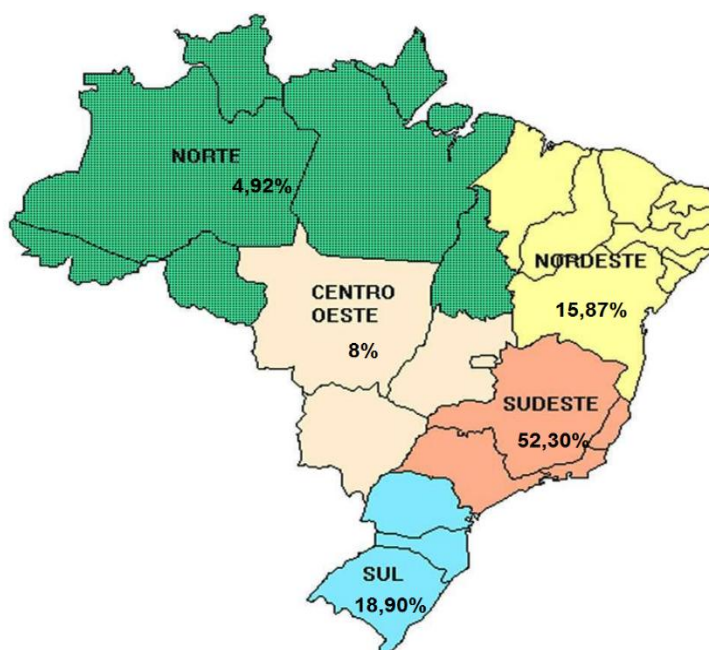 NORTE
4,92%
NORDESTE
15,87%
CENTRO
OESTE
8%
SUDESTE
52,30%
SUL
18,90%